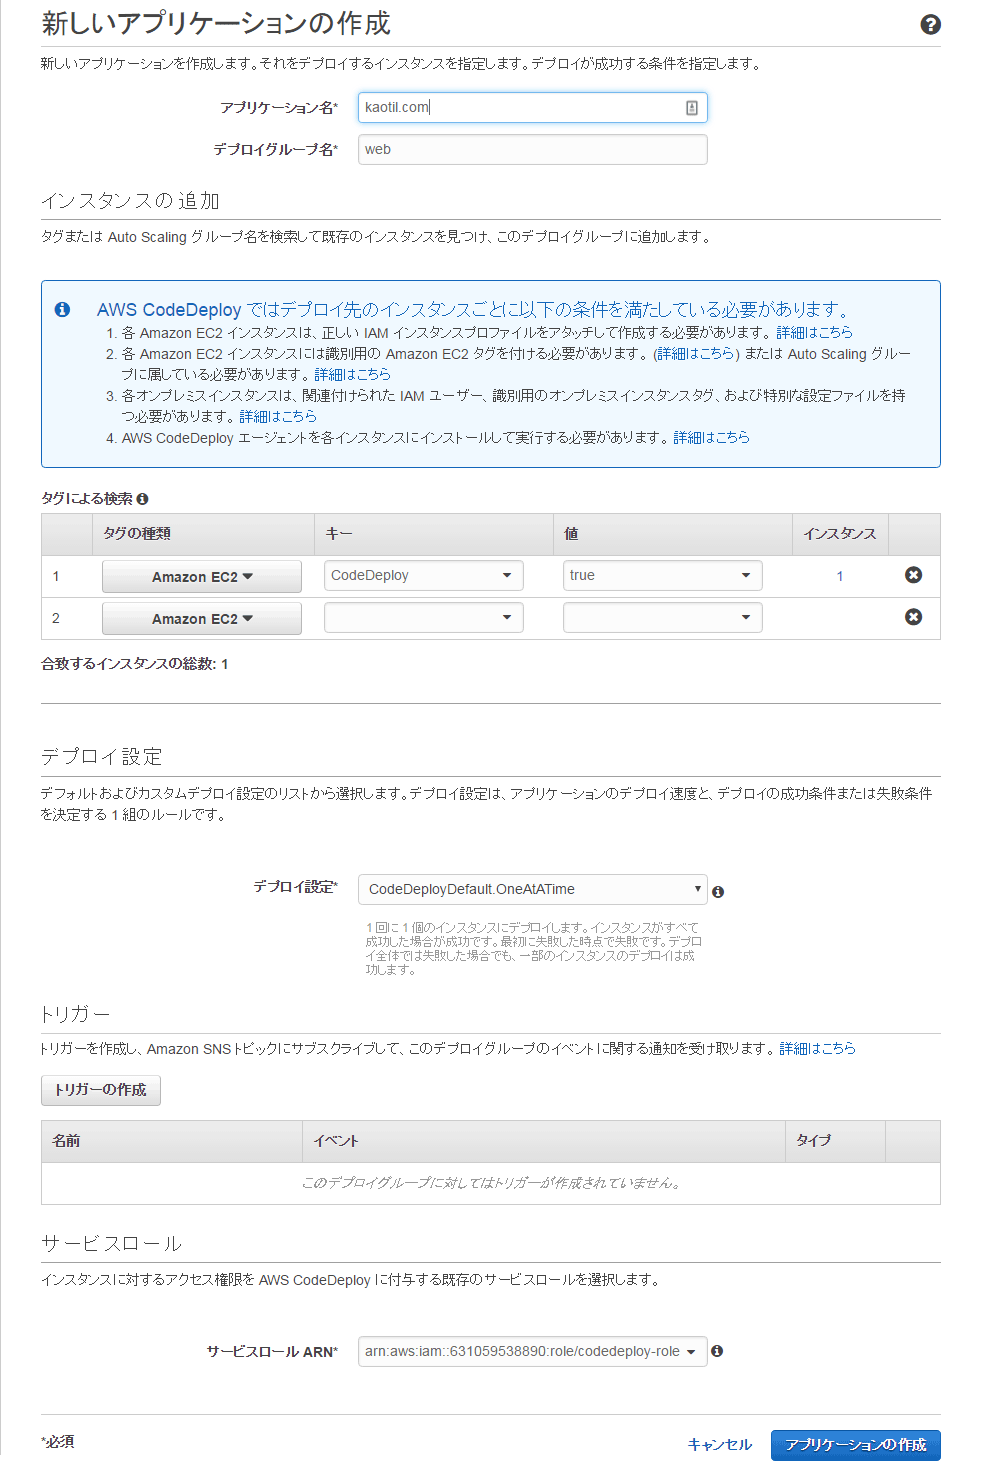 新しいアプリケーションの作成
新しいアプリケーションを作成します。それをデプロイするインスタンスを指定します。デプロイが成功する条件を指定します。
アプリケーション名* kaotil.com
デプロイグループ名* web
インスタンスの追加
タグまたは Auto Scaling グループ名を検索して既存のインスタンスを見つけ、このデプロイグループに追加します。
AWS CodeDeploy ではデプロイ先のインスタンスごとに以下の条件を満たしている必要があります。
1. 各 Amazon EC2 インスタンスは、正しい IAM インスタンスプロファイルをアタッチして作成する必要があります。 詳細はこちら
2. 各 Amazon EC2 インスタンスには識別用の Amazon EC2 タグを付ける必要があります。 (詳細はこちら) または Auto Scaling グルー
プに属している必要があります。 詳細はこちら
3. 各オンプレミスインスタンスは、関連付けられた IAM ユーザー、識別用のオンプレミスインスタンスタグ、および特別な設定ファイルを持
つ必要があります。 詳細はこちら
4. AWS CodeDeploy エージェントを各インスタンスにインストールして実行する必要があります。 詳細はこちら
タグによる検索
タグの種類 キー 値 インスタンス
1 Amazon EC2 CodeDeploy true 1
2 Amazon EC2
合致するインスタンスの総数: 1
デプロイ設定
デフォルトおよびカスタムデプロイ設定のリストから選択します。デプロイ設定は、アプリケーションのデプロイ速度と、デプロイの成功条件または失敗条件
を決定する 1 組のルールです。
デプロイ設定* CodeDeployDefault.OneAtATime
1 回に 1 個のインスタンスにデプロイします。インスタンスがすべて
成功した場合が成功です。最初に失敗した時点で失敗です。デプロ
イ全体では失敗した場合でも、一部のインスタンスのデプロイは成
功します。
トリガー
トリガーを作成し、Amazon SNS トピックにサブスクライブして、このデプロイグループのイベントに関する通知を受け取ります。 詳細はこちら
トリガーの作成
名前 イベント タイプ
このデプロイグループに対してはトリガーが作成されていません。
サービスロール
インスタンスに対するアクセス権限を AWS CodeDeploy に付与する既存のサービスロールを選択します。
サービスロール ARN* arn:aws:iam::631059538890:role/codedeploy-role
*必須 キャンセル アプリケーションの作成